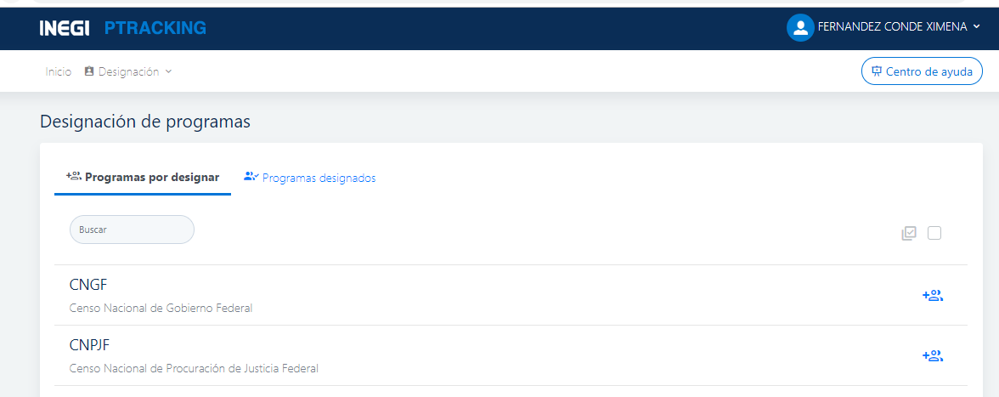 INEGI PTRACKING FERNANDEZ CONDE XIMENA
Inicio Designación Centro de ayuda
Designación de programas
Programas por designar Programas designados
Buscar
CNGF
Censo Nacional de Gobierno Federal
CNPJF
Censo Nacional de Procuración de Justicia Federal